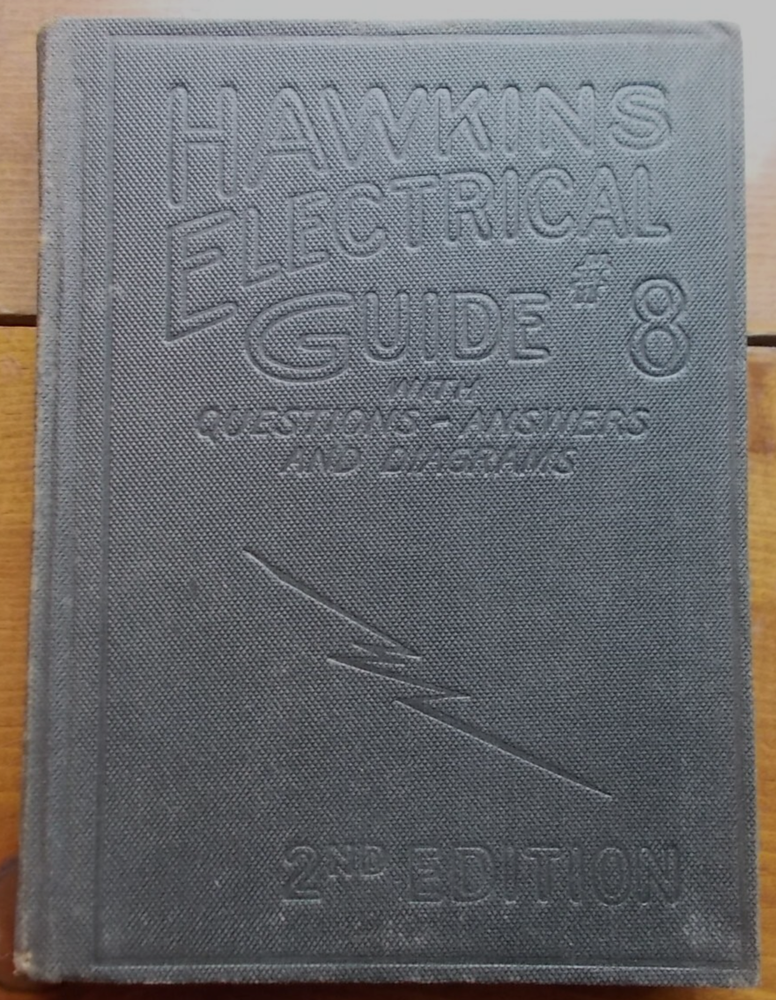 HAWKINS
ELECTRICAL
GUIDE # 8
WITH
QUESTIONS - ANSWERS
AND DIAGRAMS
2ND EDITION